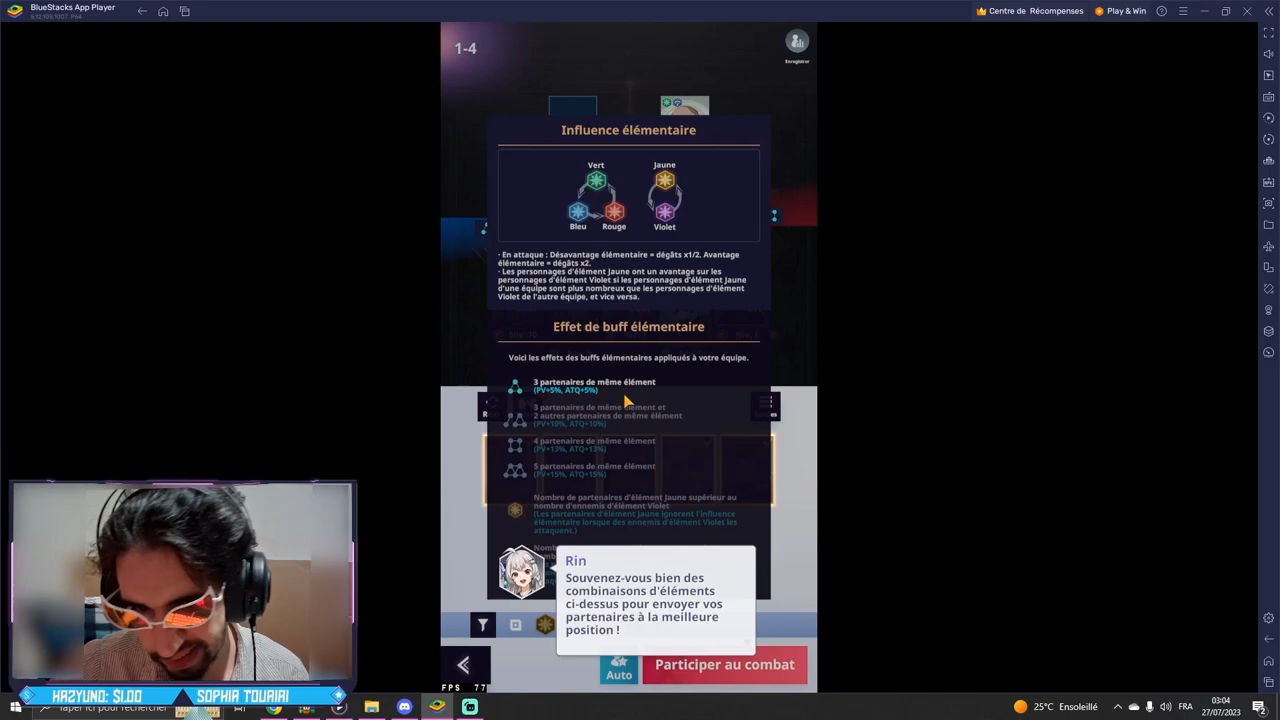 BlueStacks App Player
5.12.105.1007 P64
Centre de Récompenses
Play & Win
1-4
Enregistrer
Influence élémentaire
Vert
Jaune
Bleu
Rouge
Violet
· En attaque : Désavantage élémentaire = dégâts x1/2. Avantage
élémentaire = dégâts x2.
· Les personnages d'élément Jaune ont un avantage sur les
personnages d'élément Violet si les personnages d'élément Jaune
d'une équipe sont plus nombreux que les personnages d'élément
Violet de l'autre équipe, et vice versa.
Effet de buff élémentaire
Voici les effets des buffs élémentaires appliqués à votre équipe.
3 partenaires de même élément
(PV+5%, ATQ+5%)
3 partenaires de même élément et
2 autres partenaires de même élément
(PV+10%, ATQ+10%)
4 partenaires de même élément
(PV+13%, ATQ+13%)
5 partenaires de même élément
(PV+15%, ATQ+15%)
Nombre de partenaires d'élément Jaune supérieur au
nombre d'ennemis d'élément Violet
(Les partenaires d'élément Jaune ignorent l'influence
élémentaire lorsque des ennemis d'élément Violet les
attaquent.)
Rin
Souvenez-vous bien des
combinaisons d'éléments
ci-dessus pour envoyer vos
partenaires à la meilleure
position !
Auto
Participer au combat
FPS 77
HAZYUNO: $1.00
SOPHIA TOUAIAI
Taper ici pour rechercher
25°C Ensoleillé
FRA
03:04
27/07/2023